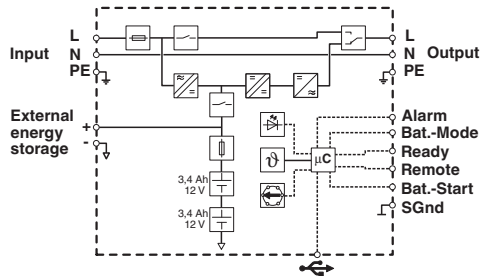 Input
L
N
PE
L
N
PE
Output
External
energy
storage
+
-
3,4 Ah
12 V
3,4 Ah
12 V
ϑ
µC
Alarm
Bat.-Mode
Ready
Remote
Bat.-Start
SGnd